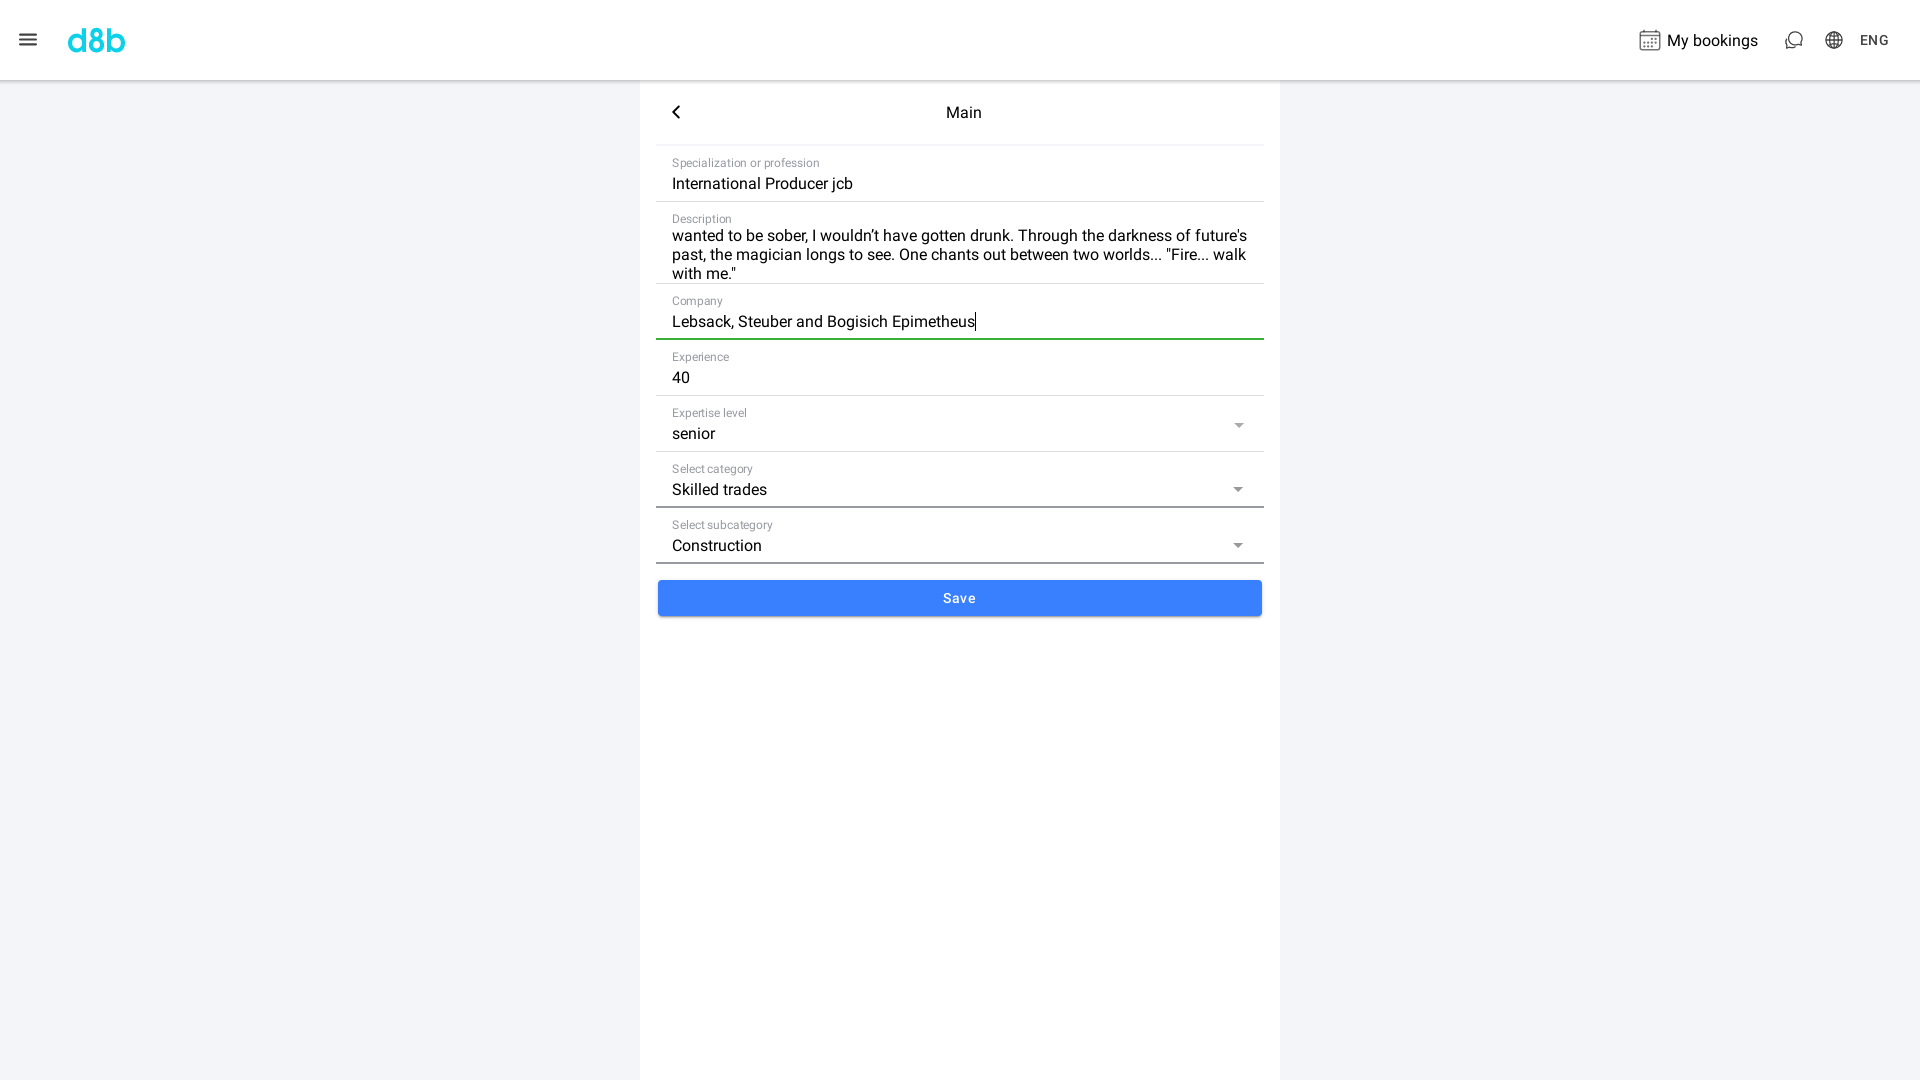 d8b
My bookings
ENG
Main
Specialization or profession
International Producer jcb
Description
wanted to be sober, I wouldn’t have gotten drunk. Through the darkness of future's
past, the magician longs to see. One chants out between two worlds... "Fire... walk
with me."
Company
Lebsack, Steuber and Bogisich Epimetheus
Experience
40
Expertise level
senior
Select category
Skilled trades
Select subcategory
Construction
Save